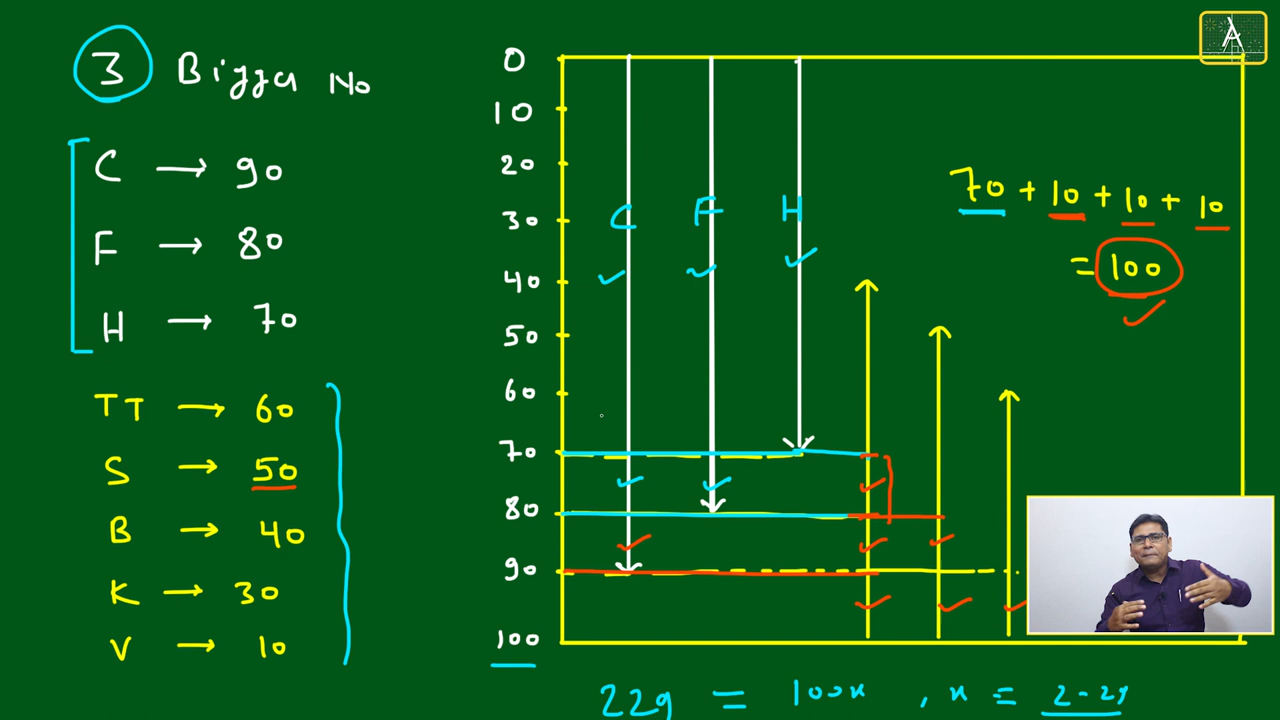 3 Bigger No
C → 90
F → 80
H → 70
TT → 60
S → 50
B → 40
K → 30
V → 10
0
10
20
30
40
50
60
70
80
90
100
C F H
70 + 10 + 10 + 10
= 100
229 = 100x , x = 2.29
A